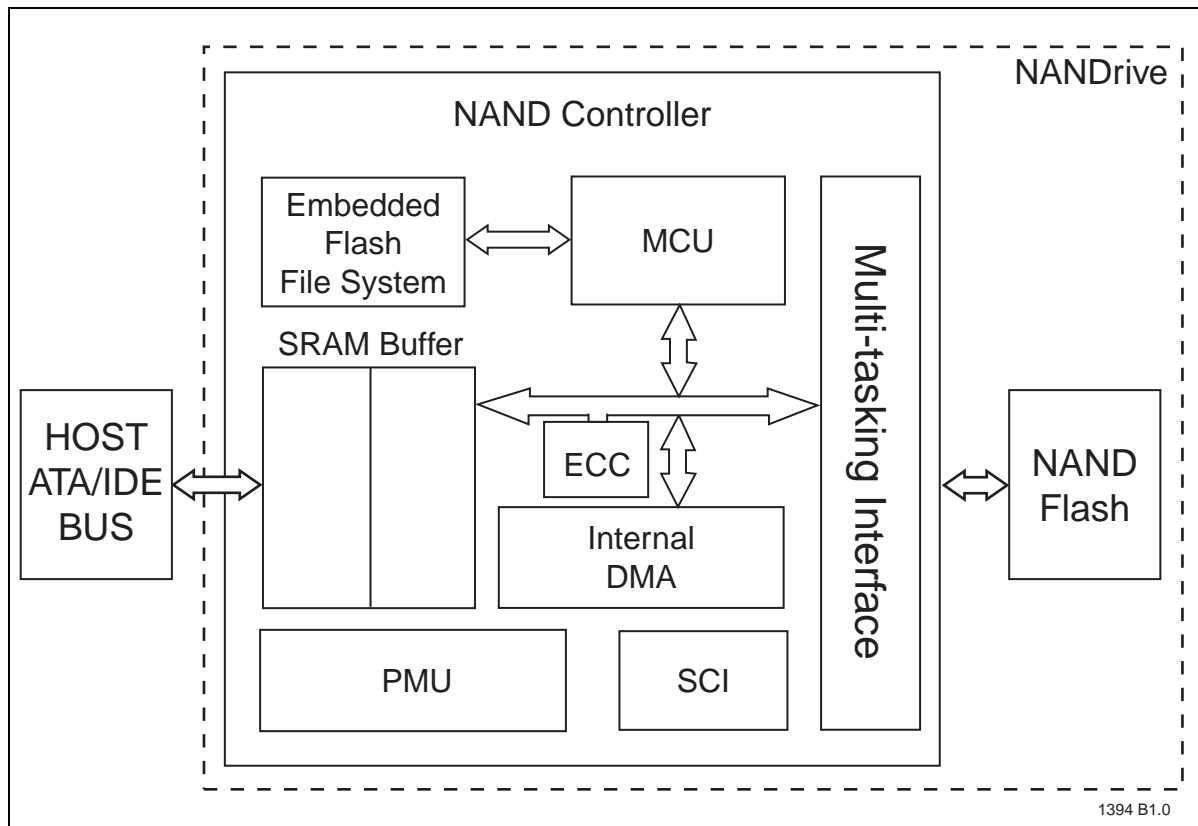 NANDrive
NAND Controller
Embedded
Flash
File System
MCU
Multi-tasking Interface
SRAM Buffer
HOST
ATA/IDE
BUS
ECC
NAND
Flash
Internal
DMA
PMU
SCI
1394 B1.0